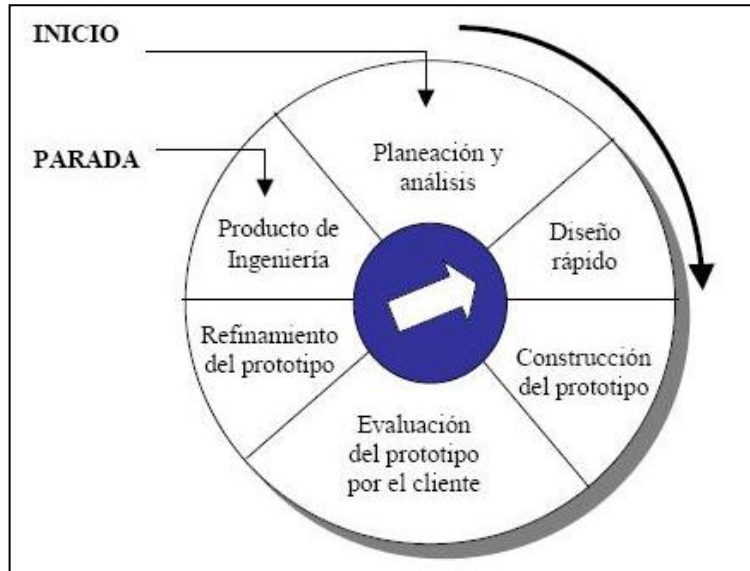 INICIO
PARADA
Planeación y
análisis
Diseño
rápido
Construcción
del prototipo
Evaluación
del prototipo
por el cliente
Refinamiento
del prototipo
Producto de
Ingeniería